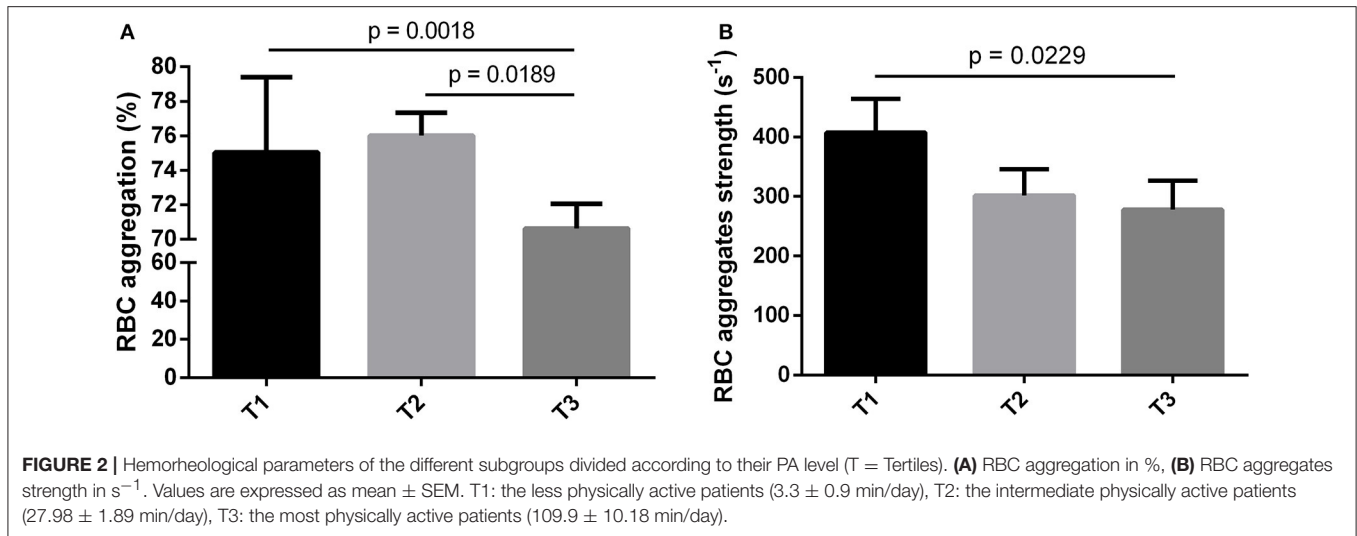 A
p = 0.0018
p = 0.0189
RBC aggregation (%)
80
78
76
74
72
70
60
40
20
0
T1
T2
T3
B
p = 0.0229
RBC aggregates strength (s⁻¹)
500
400
300
200
100
0
T1
T2
T3
FIGURE 2 | Hemorheological parameters of the different subgroups divided according to their PA level (T = Tertiles). (A) RBC aggregation in %, (B) RBC aggregates
strength in s⁻¹. Values are expressed as mean ± SEM. T1: the less physically active patients (3.3 ± 0.9 min/day), T2: the intermediate physically active patients
(27.98 ± 1.89 min/day), T3: the most physically active patients (109.9 ± 10.18 min/day).